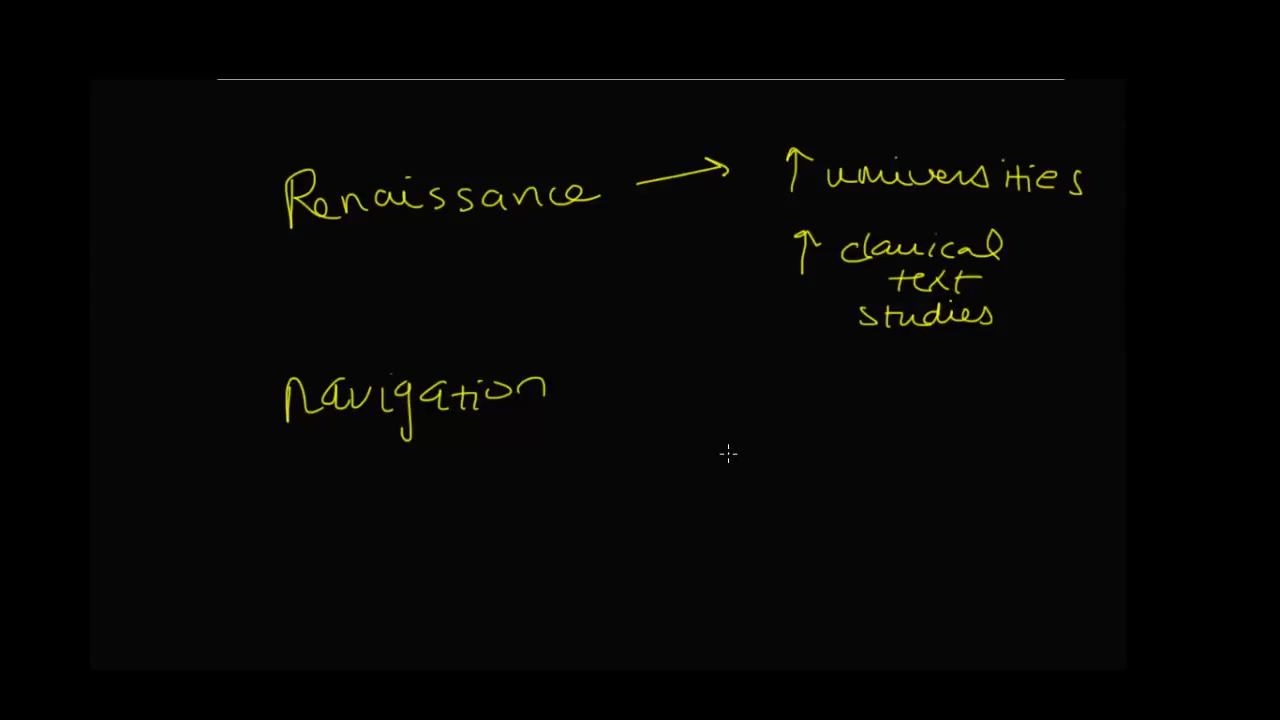 Renaissance → ↑ universities
↑ classical
text
studies
navigation